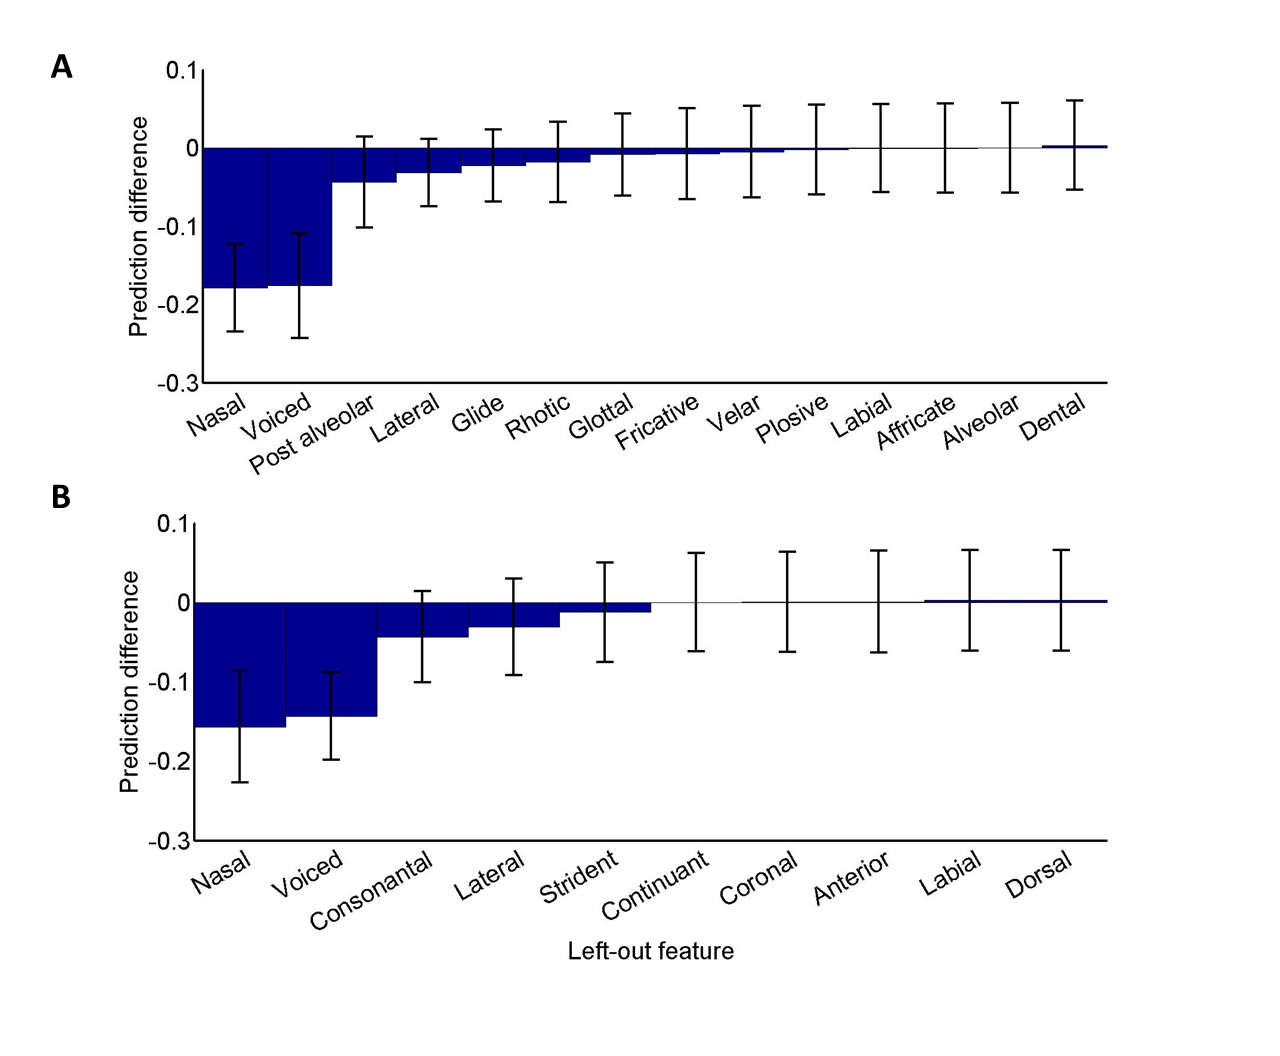 A
0.1
0
-0.1
-0.2
-0.3
Prediction difference
Nasal
Voiced
Post alveolar
Lateral
Glide
Rhotic
Glottal
Fricative
Velar
Plosive
Labial
Affricate
Alveolar
Dental
B
0.1
0
-0.1
-0.2
-0.3
Prediction difference
Nasal
Voiced
Consonantal
Lateral
Strident
Continuant
Coronal
Anterior
Labial
Dorsal
Left-out feature